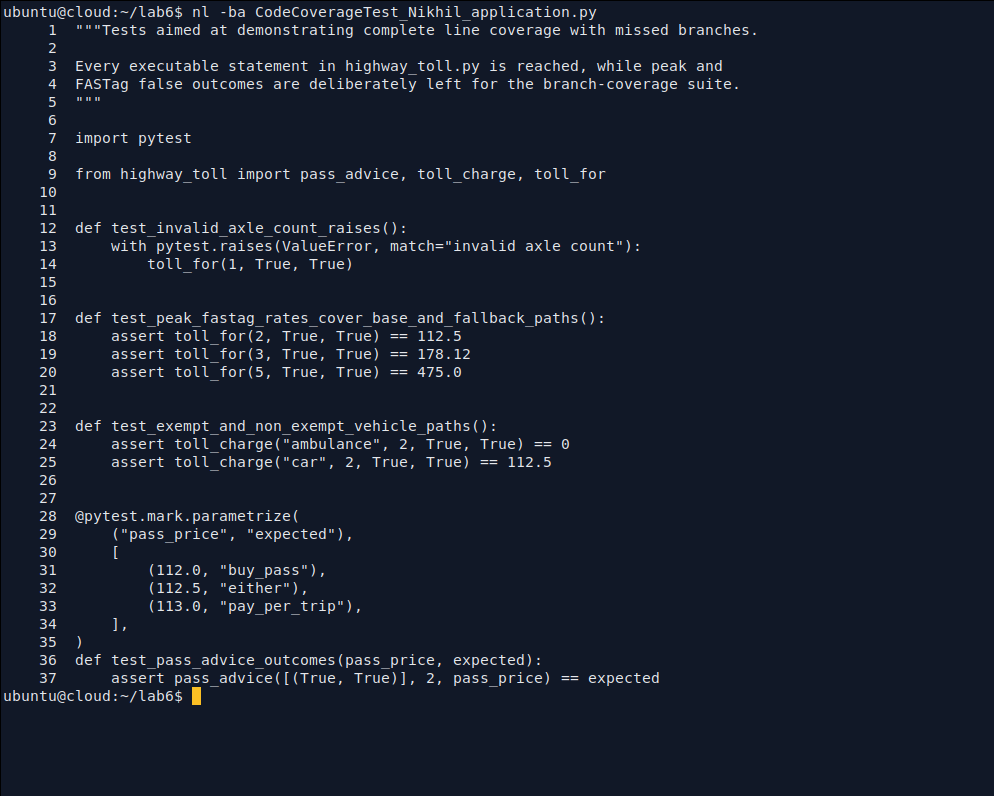 ubuntu@cloud:~/lab6$ nl -ba CodeCoverageTest_Nikhil_application.py
     1  """Tests aimed at demonstrating complete line coverage with missed branches.
     2
     3  Every executable statement in highway_toll.py is reached, while peak and
     4  FASTag false outcomes are deliberately left for the branch-coverage suite.
     5  """
     6
     7  import pytest
     8
     9  from highway_toll import pass_advice, toll_charge, toll_for
    10
    11
    12  def test_invalid_axle_count_raises():
    13      with pytest.raises(ValueError, match="invalid axle count"):
    14          toll_for(1, True, True)
    15
    16
    17  def test_peak_fastag_rates_cover_base_and_fallback_paths():
    18      assert toll_for(2, True, True) == 112.5
    19      assert toll_for(3, True, True) == 178.12
    20      assert toll_for(5, True, True) == 475.0
    21
    22
    23  def test_exempt_and_non_exempt_vehicle_paths():
    24      assert toll_charge("ambulance", 2, True, True) == 0
    25      assert toll_charge("car", 2, True, True) == 112.5
    26
    27
    28  @pytest.mark.parametrize(
    29      ("pass_price", "expected"),
    30      [
    31          (112.0, "buy_pass"),
    32          (112.5, "either"),
    33          (113.0, "pay_per_trip"),
    34      ],
    35  )
    36  def test_pass_advice_outcomes(pass_price, expected):
    37      assert pass_advice([(True, True)], 2, pass_price) == expected
ubuntu@cloud:~/lab6$